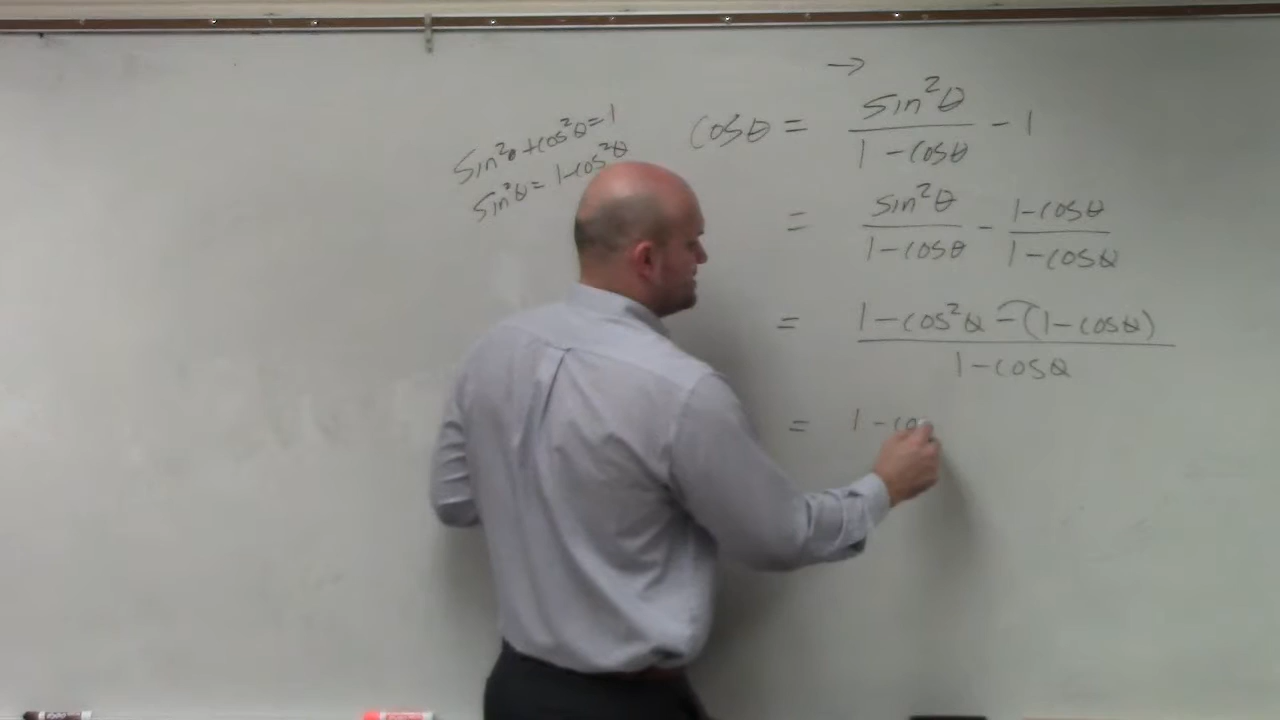 sin²θ+cos²θ=1
sin²θ= 1-cos²θ
→
cosθ = sin²θ / 1-cosθ - 1
= sin²θ / 1-cosθ - 1-cosθ / 1-cosθ
= 1-cos²θ-(1-cosθ) / 1-cosθ
= 1-co